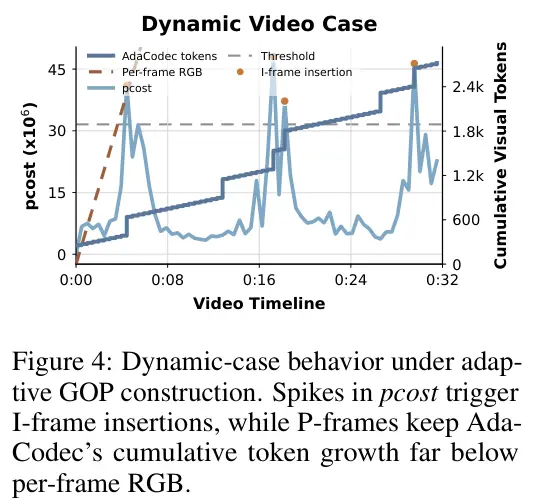 Dynamic Video Case
AdaCodec tokens
Per-frame RGB
pcost
Threshold
I-frame insertion
pcost (x10⁶)
45
30
15
0
Cumulative Visual Tokens
2.4k
1.8k
1.2k
600
0
0:00 0:08 0:16 0:24 0:32
Video Timeline
Figure 4: Dynamic-case behavior under adap-
tive GOP construction. Spikes in pcost trigger
I-frame insertions, while P-frames keep Ada-
Codec's cumulative token growth far below
per-frame RGB.